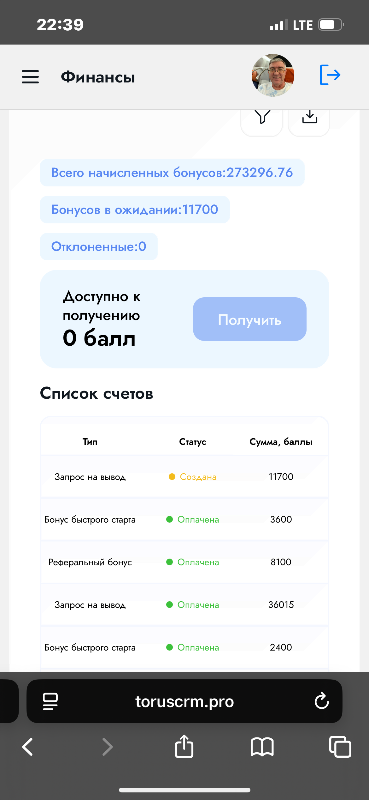 22:39
LTE
Финансы
Всего начисленных бонусов:273296.76
Бонусов в ожидании:11700
Отклоненные:0
Доступно к
получению
0 балл
Получить
Список счетов
Тип Статус Сумма, баллы
Запрос на вывод Создана 11700
Бонус быстрого старта Оплачена 3600
Реферальный бонус Оплачена 8100
Запрос на вывод Оплачена 36015
Бонус быстрого старта Оплачена 2400
toruscrm.pro